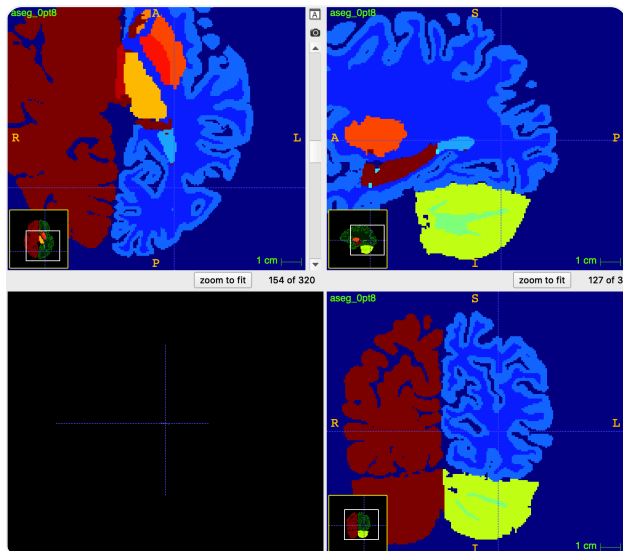 aseg_0pt8
A
A
R
L
P
1 cm
zoom to fit
154 of 320
aseg_0pt8
S
A
P
I
1 cm
zoom to fit
127 of 3
aseg_0pt8
S
R
L
I
1 cm